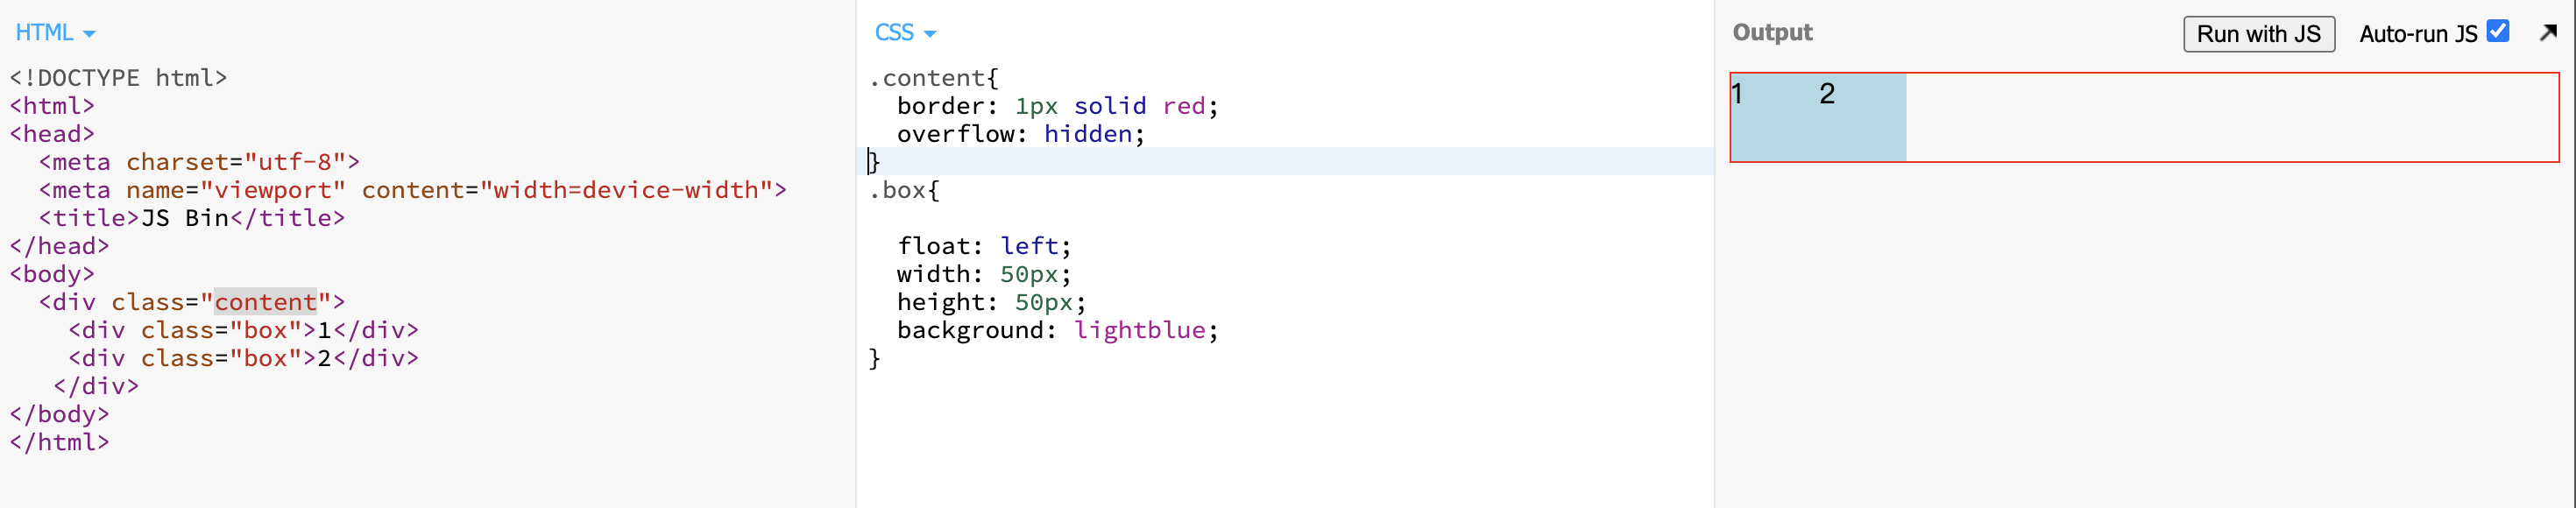 HTML
<!DOCTYPE html>
<html>
<head>
  <meta charset="utf-8">
  <meta name="viewport" content="width=device-width">
  <title>JS Bin</title>
</head>
<body>
  <div class="content">
    <div class="box">1</div>
    <div class="box">2</div>
   </div>
</body>
</html>
CSS
.content{
  border: 1px solid red;
  overflow: hidden;
}
.box{
  float: left;
  width: 50px;
  height: 50px;
  background: lightblue;
}
Output
Run with JS
Auto-run JS
1 2